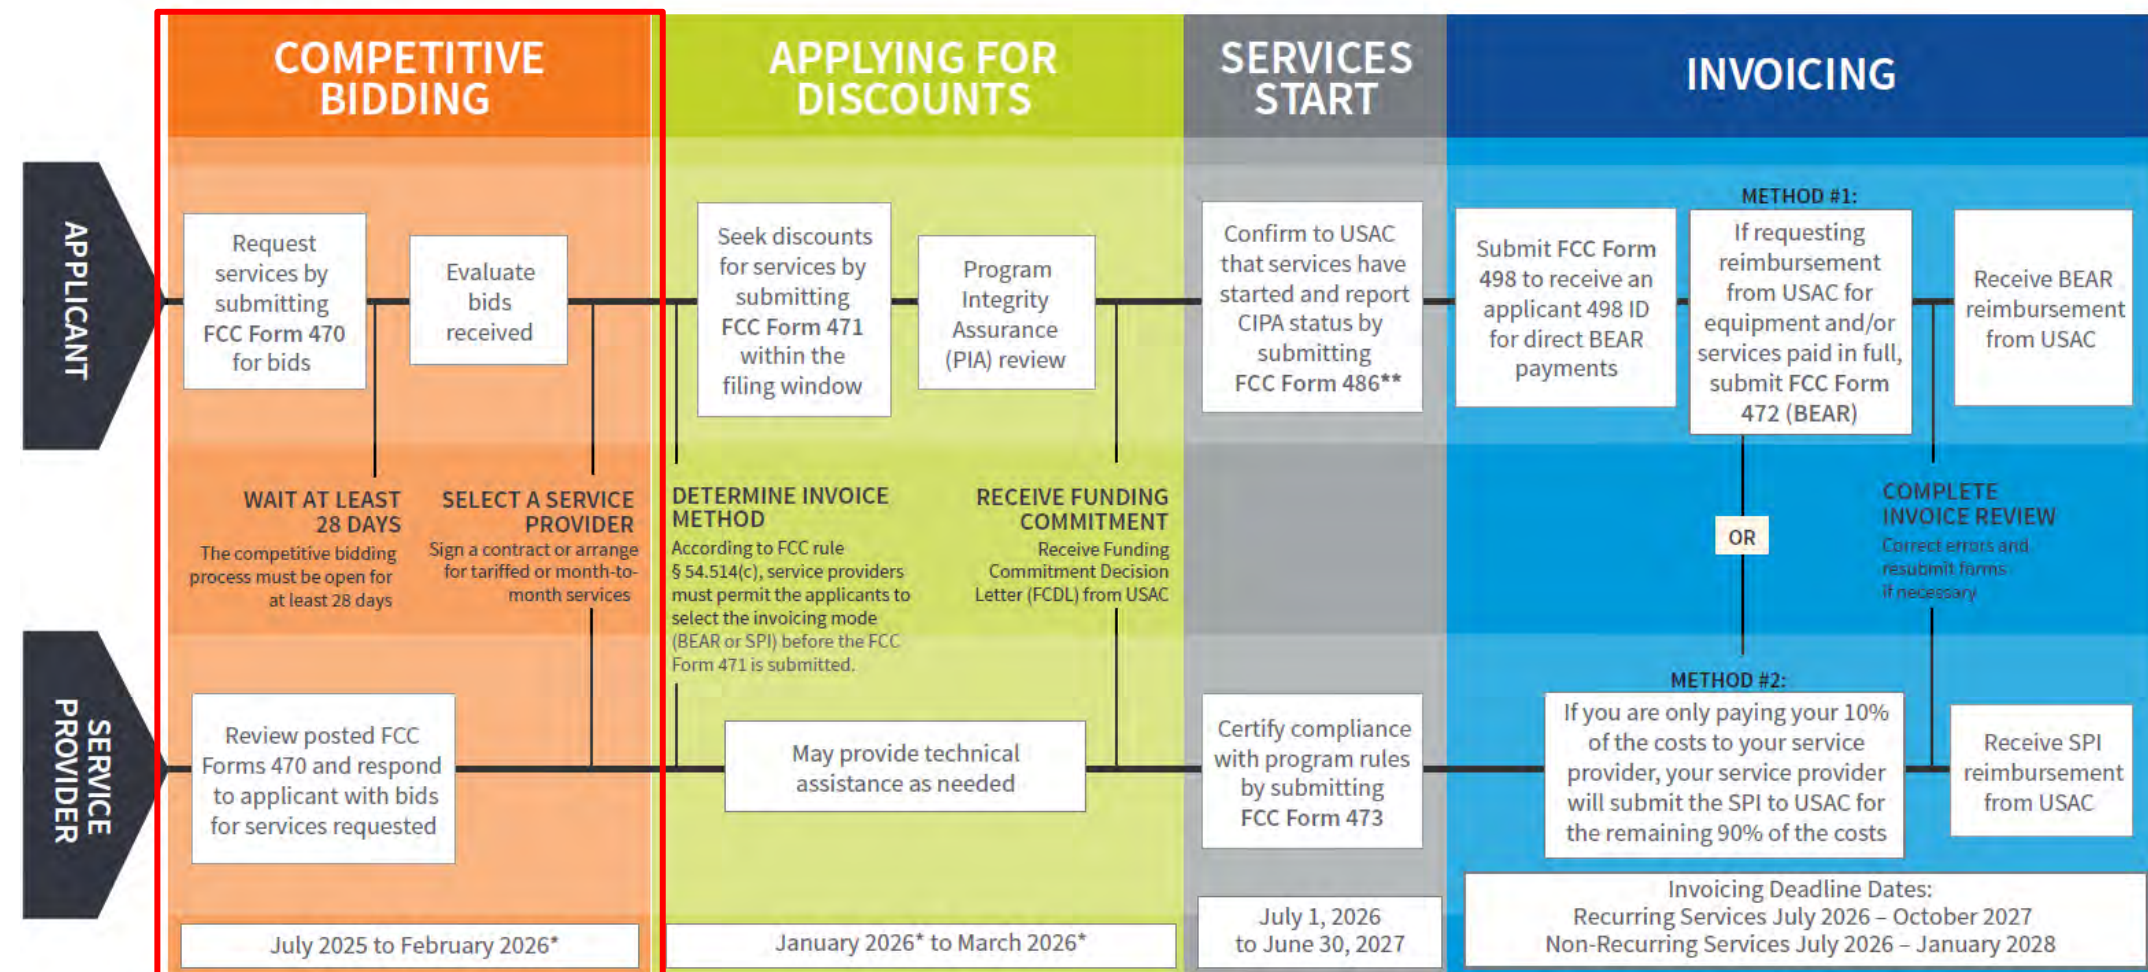 COMPETITIVE
BIDDING
APPLYING FOR
DISCOUNTS
SERVICES
START
INVOICING
APPLICANT
Request
services by
submitting
FCC Form 470
for bids
Evaluate
bids
received
Seek discounts
for services by
submitting
FCC Form 471
within the
filing window
Program
Integrity
Assurance
(PIA) review
Confirm to USAC
that services have
started and report
CIPA status by
submitting
FCC Form 486**
Submit FCC Form
498 to receive an
applicant 498 ID
for direct BEAR
payments
METHOD #1:
If requesting
reimbursement
from USAC for
equipment and/or
services paid in full,
submit FCC Form
472 (BEAR)
Receive BEAR
reimbursement
from USAC
WAIT AT LEAST
28 DAYS
The competitive bidding
process must be open for
at least 28 days
SELECT A SERVICE
PROVIDER
Sign a contract or arrange
for tariffed or month-to-
month services
DETERMINE INVOICE
METHOD
According to FCC rule
§ 54.514(c), service providers
must permit the applicants to
select the invoicing mode
(BEAR or SPI) before the FCC
Form 471 is submitted.
RECEIVE FUNDING
COMMITMENT
Receive Funding
Commitment Decision
Letter (FCDL) from USAC
OR
COMPLETE
INVOICE REVIEW
Correct errors and
resubmit forms
if necessary
SERVICE
PROVIDER
Review posted FCC
Forms 470 and respond
to applicant with bids
for services requested
May provide technical
assistance as needed
Certify compliance
with program rules
by submitting
FCC Form 473
METHOD #2:
If you are only paying your 10%
of the costs to your service
provider, your service provider
will submit the SPI to USAC for
the remaining 90% of the costs
Receive SPI
reimbursement
from USAC
July 2025 to February 2026*
January 2026* to March 2026*
July 1, 2026
to June 30, 2027
Invoicing Deadline Dates:
Recurring Services July 2026 – October 2027
Non-Recurring Services July 2026 – January 2028